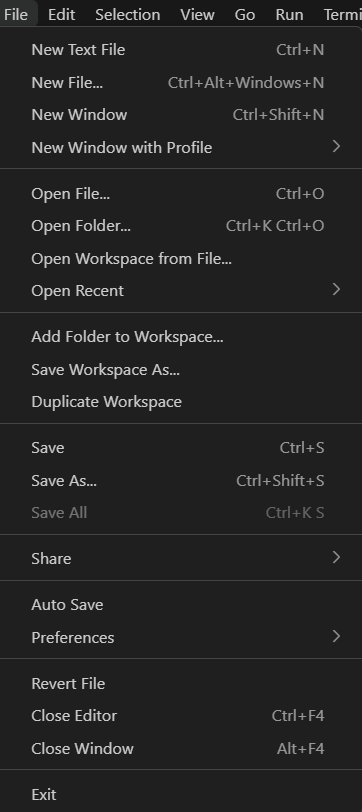 File Edit Selection View Go Run Termi
New Text File Ctrl+N
New File... Ctrl+Alt+Windows+N
New Window Ctrl+Shift+N
New Window with Profile
Open File... Ctrl+O
Open Folder... Ctrl+K Ctrl+O
Open Workspace from File...
Open Recent
Add Folder to Workspace...
Save Workspace As...
Duplicate Workspace
Save Ctrl+S
Save As... Ctrl+Shift+S
Save All Ctrl+K S
Share
Auto Save
Preferences
Revert File
Close Editor Ctrl+F4
Close Window Alt+F4
Exit